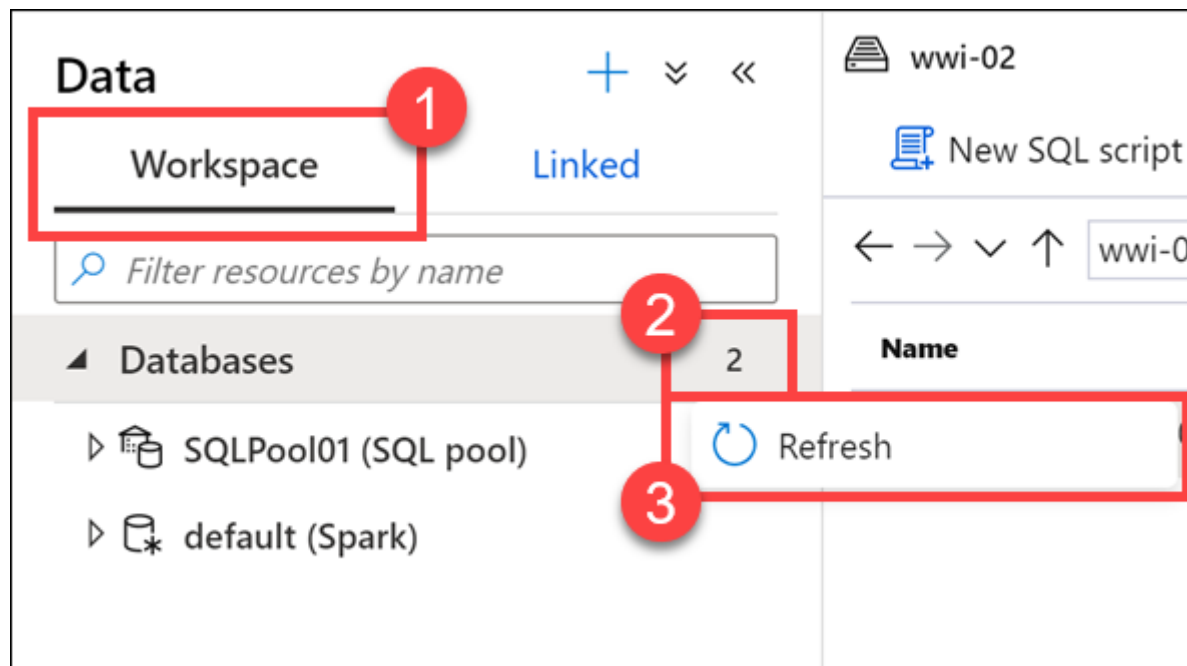 Data
1
Workspace
Linked
Filter resources by name
2
Databases
2
SQLPool01 (SQL pool)
Refresh
3
default (Spark)
wwi-02
New SQL script
wwi-0
Name